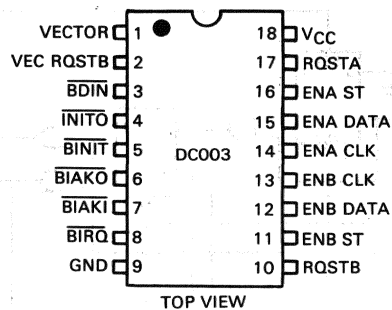 VECTOR 1 18 VCC
VEC RQSTB 2 17 RQSTA
BDIN 3 16 ENA ST
INITO 4 15 ENA DATA
BINIT 5 DC003 14 ENA CLK
BIAKO 6 13 ENB CLK
BIAKI 7 12 ENB DATA
BIRQ 8 11 ENB ST
GND 9 10 RQSTB
TOP VIEW